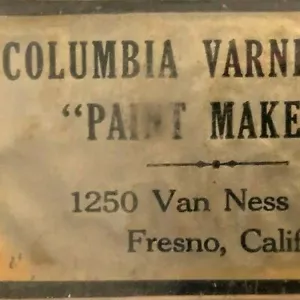 COLUMBIA VARNI
“PAINT MAKE
1250 Van Ness
Fresno, Calif